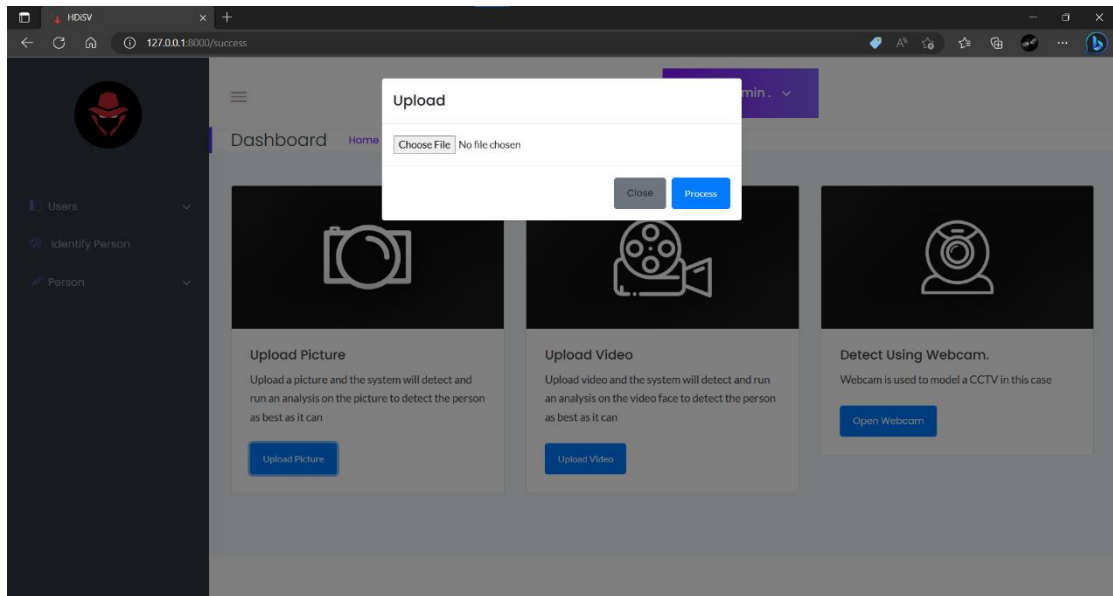 HDISV
127.0.0.1:8000/success
Upload
min.
Dashboard
Home
Choose File No file chosen
Close
Process
Users
Identify Person
Person
Upload Picture
Upload a picture and the system will detect and
run an analysis on the picture to detect the person
as best as it can
Upload Picture
Upload Video
Upload video and the system will detect and run
an analysis on the video face to detect the person
as best as it can
Upload Video
Detect Using Webcam.
Webcam is used to model a CCTV in this case
Open Webcam